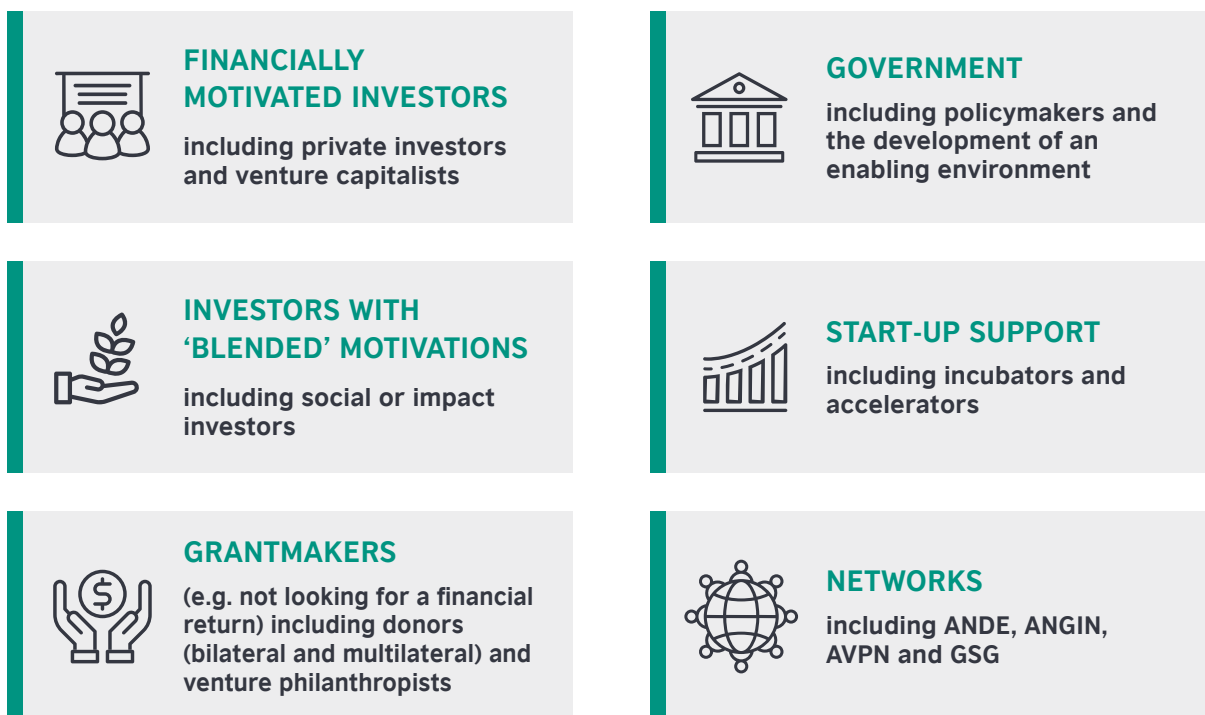 FINANCIALLY
MOTIVATED INVESTORS
including private investors
and venture capitalists
GOVERNMENT
including policymakers and
the development of an
enabling environment
INVESTORS WITH
‘BLENDED’ MOTIVATIONS
including social or impact
investors
START-UP SUPPORT
including incubators and
accelerators
GRANTMAKERS
(e.g. not looking for a financial
return) including donors
(bilateral and multilateral) and
venture philanthropists
NETWORKS
including ANDE, ANGIN,
AVPN and GSG